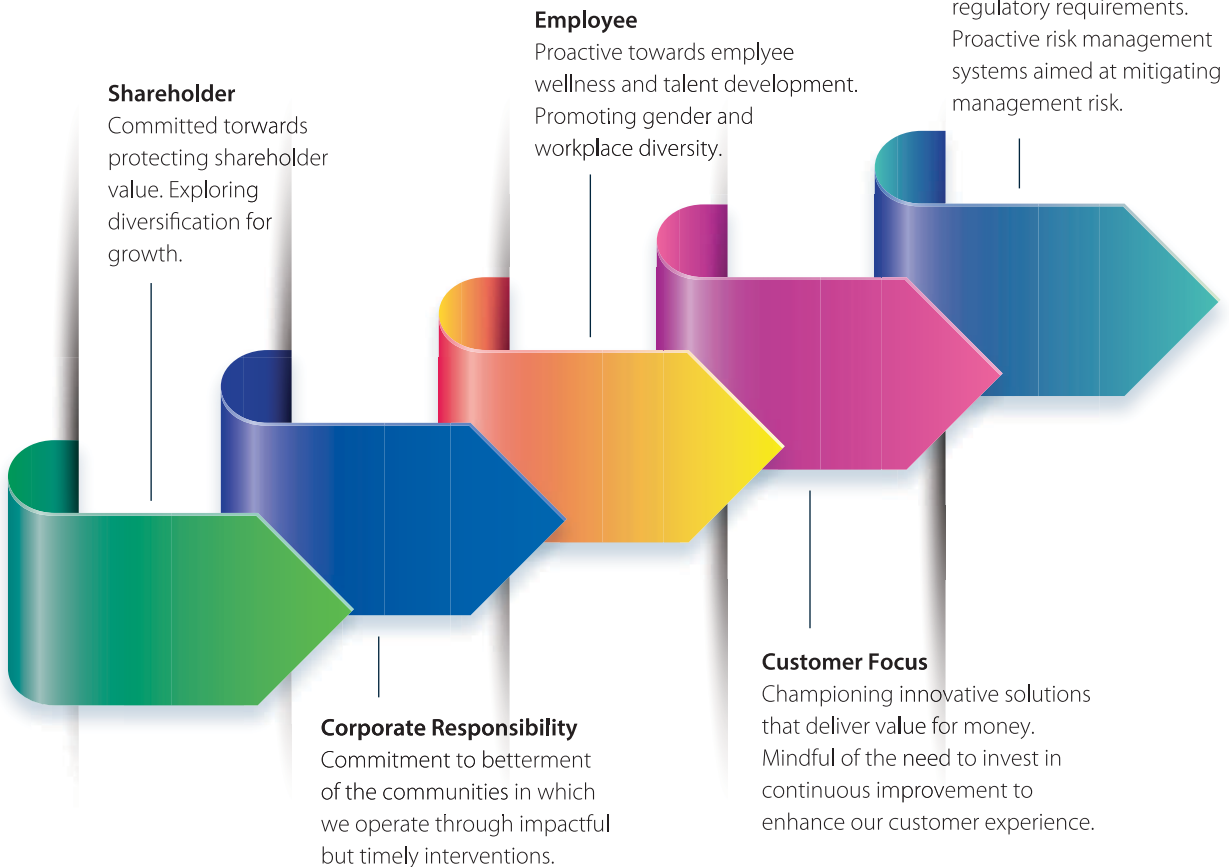 Shareholder
Committed torwards
protecting shareholder
value. Exploring
diversification for
growth.
Corporate Responsibility
Commitment to betterment
of the communities in which
we operate through impactful
but timely interventions.
Employee
Proactive towards emplyee
wellness and talent development.
Promoting gender and
workplace diversity.
Customer Focus
Championing innovative solutions
that deliver value for money.
Mindful of the need to invest in
continuous improvement to
enhance our customer experience.
regulatory requirements.
Proactive risk management
systems aimed at mitigating
management risk.